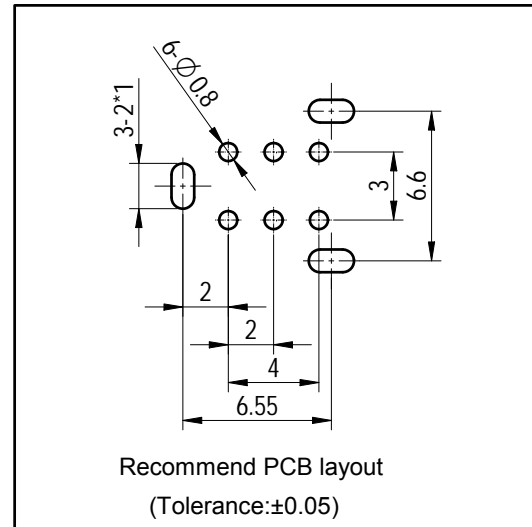 6-Ø0.8
3-2*1
3
6.6
2
2
4
6.55
Recommend PCB layout
(Tolerance:±0.05)